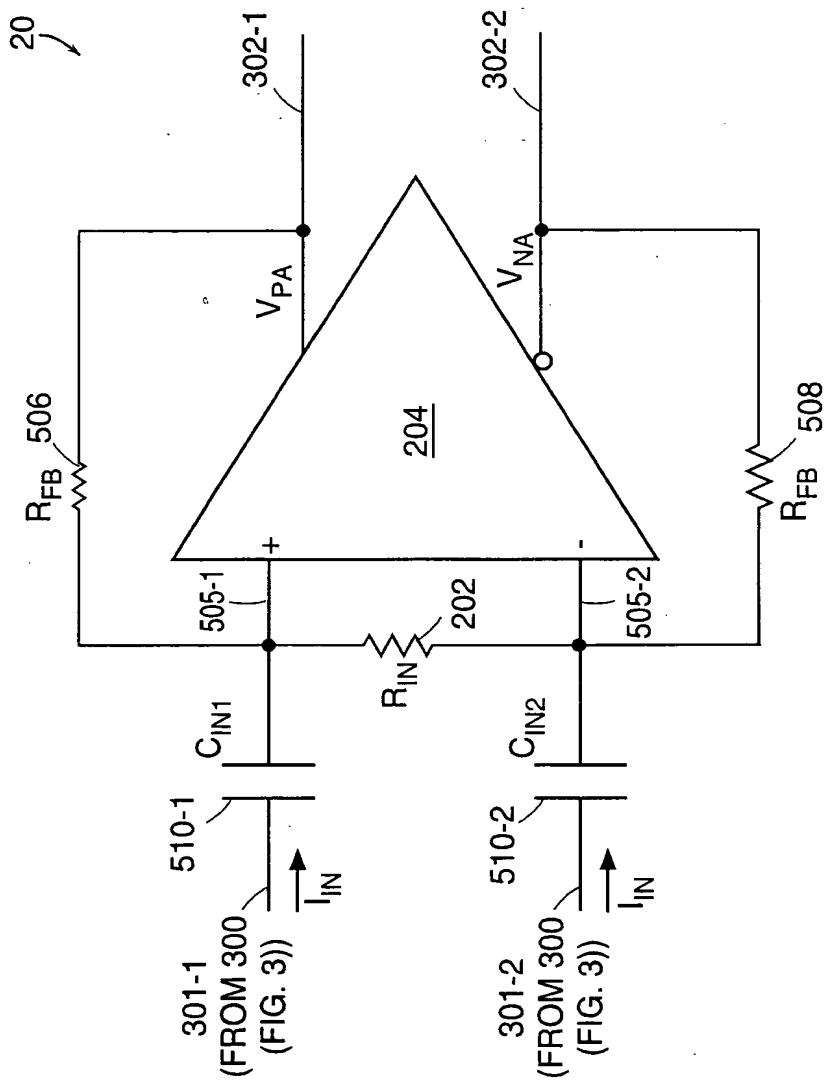 20
302-1
302-2
V_PA
V_NA
506
R_FB
204
508
R_FB
+
-
505-1
505-2
202
R_IN
C_IN1
C_IN2
510-1
510-2
I_IN
I_IN
301-1
(FROM 300
(FIG. 3))
301-2
(FROM 300
(FIG. 3))